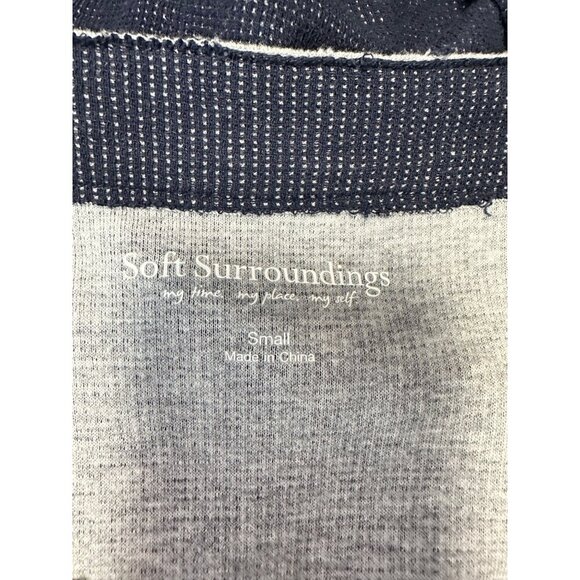 Soft Surroundings
my time. my place. my self.
Small
Made in China